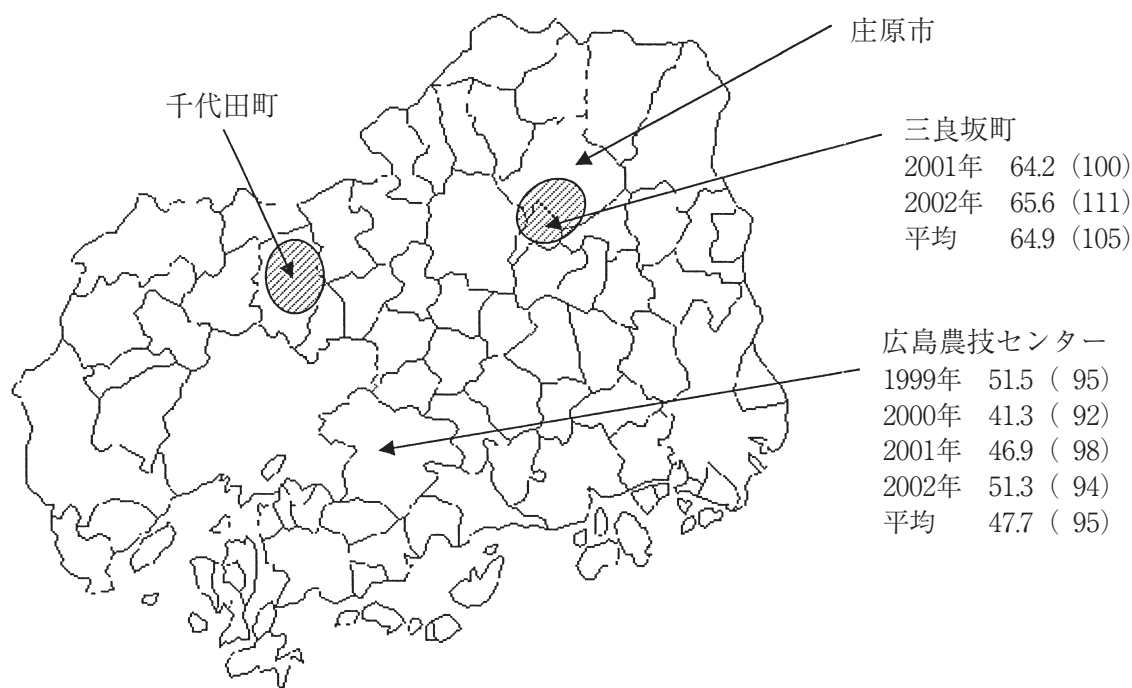 庄原市
千代田町
三良坂町
2001年 64.2 (100)
2002年 65.6 (111)
平均 64.9 (105)
広島農技センター
1999年 51.5 ( 95)
2000年 41.3 ( 92)
2001年 46.9 ( 98)
2002年 51.3 ( 94)
平均 47.7 ( 95)